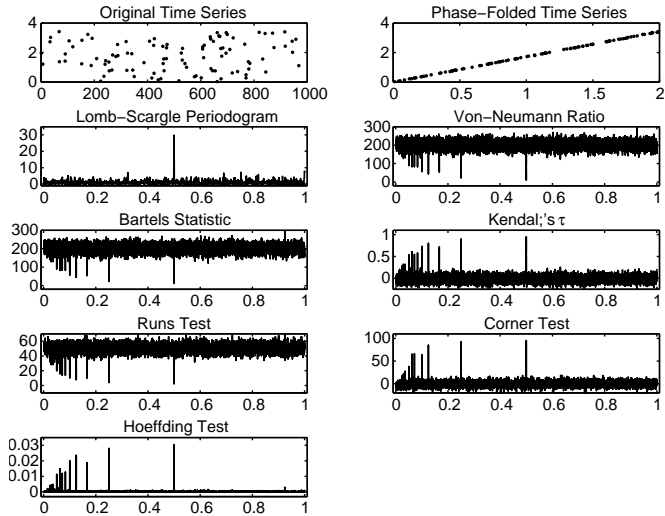 Original Time Series
4
2
0
0 200 400 600 800 1000
Phase−Folded Time Series
4
2
0
0 0.5 1 1.5 2
Lomb−Scargle Periodogram
30
20
10
0
0 0.2 0.4 0.6 0.8 1
Von−Neumann Ratio
300
200
100
0
0 0.2 0.4 0.6 0.8 1
Bartels Statistic
300
200
100
0
0 0.2 0.4 0.6 0.8 1
Kendal;'s τ
1
0.5
0
0 0.2 0.4 0.6 0.8 1
Runs Test
60
40
20
0
0 0.2 0.4 0.6 0.8 1
Corner Test
100
50
0
0 0.2 0.4 0.6 0.8 1
Hoeffding Test
0.03
0.02
0.01
0
0 0.2 0.4 0.6 0.8 1